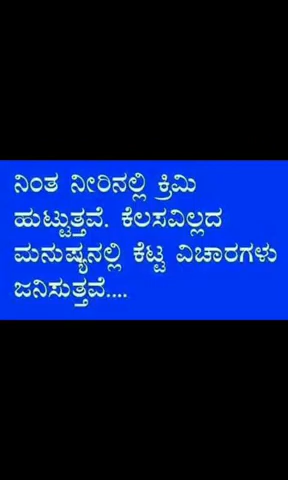 ನಿಂತ ನೀರಿನಲ್ಲಿ ಕ್ರಿಮಿ
ಹುಟ್ಟುತ್ತವೆ. ಕೆಲಸವಿಲ್ಲದ
ಮನುಷ್ಯನಲ್ಲಿ ಕೆಟ್ಟ ವಿಚಾರಗಳು
ಜನಿಸುತ್ತವೆ....